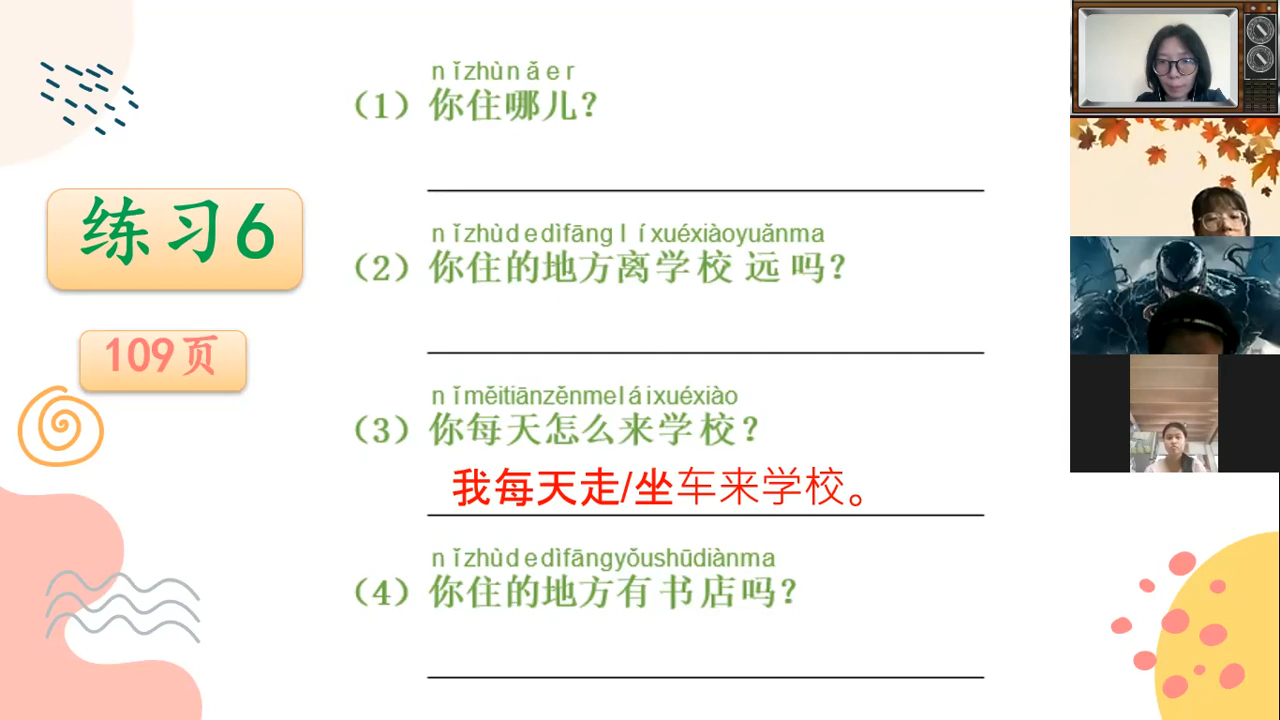 练习6
109页
nǐzhùnǎer
（1）你住哪儿？
nǐzhùdedìfānglíxuéxiàoyuǎnma
（2）你住的地方离学校远吗？
nǐměitiānzěnmeláixuéxiào
（3）你每天怎么来学校？
我每天走/坐车来学校。
nǐzhùdedìfāngyǒushūdiànma
（4）你住的地方有书店吗？